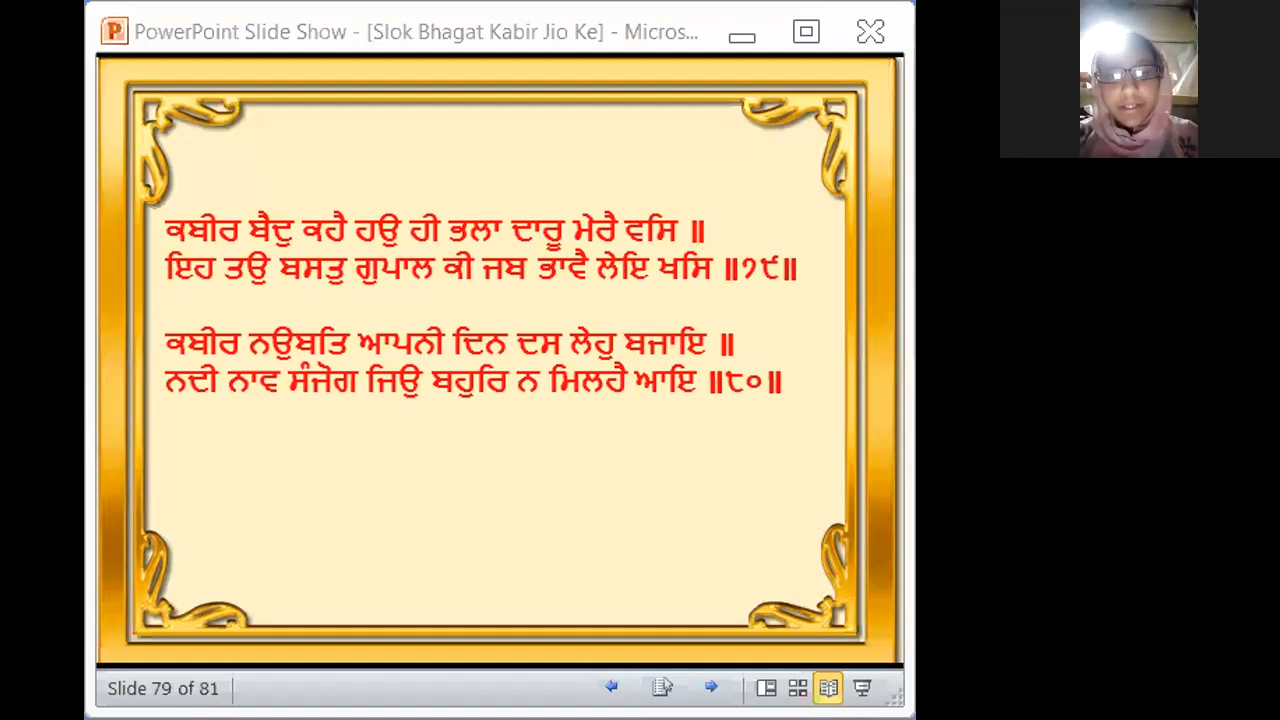 PowerPoint Slide Show - [Slok Bhagat Kabir Jio Ke] - Micros...
ਕਬੀਰ ਬੈਦੁ ਕਹੈ ਹਉ ਹੀ ਭਲਾ ਦਾਰੂ ਮੇਰੈ ਵਸਿ ॥
ਇਹ ਤਉ ਬਸਤੁ ਗੁਪਾਲ ਕੀ ਜਬ ਭਾਵੈ ਲੇਇ ਖਸਿ ॥੭੯॥
ਕਬੀਰ ਨਉਬਤਿ ਆਪਨੀ ਦਿਨ ਦਸ ਲੇਹੁ ਬਜਾਇ ॥
ਨਦੀ ਨਾਵ ਸੰਜੋਗ ਜਿਉ ਬਹੁਰਿ ਨ ਮਿਲਹੈ ਆਇ ॥੮੦॥
Slide 79 of 81